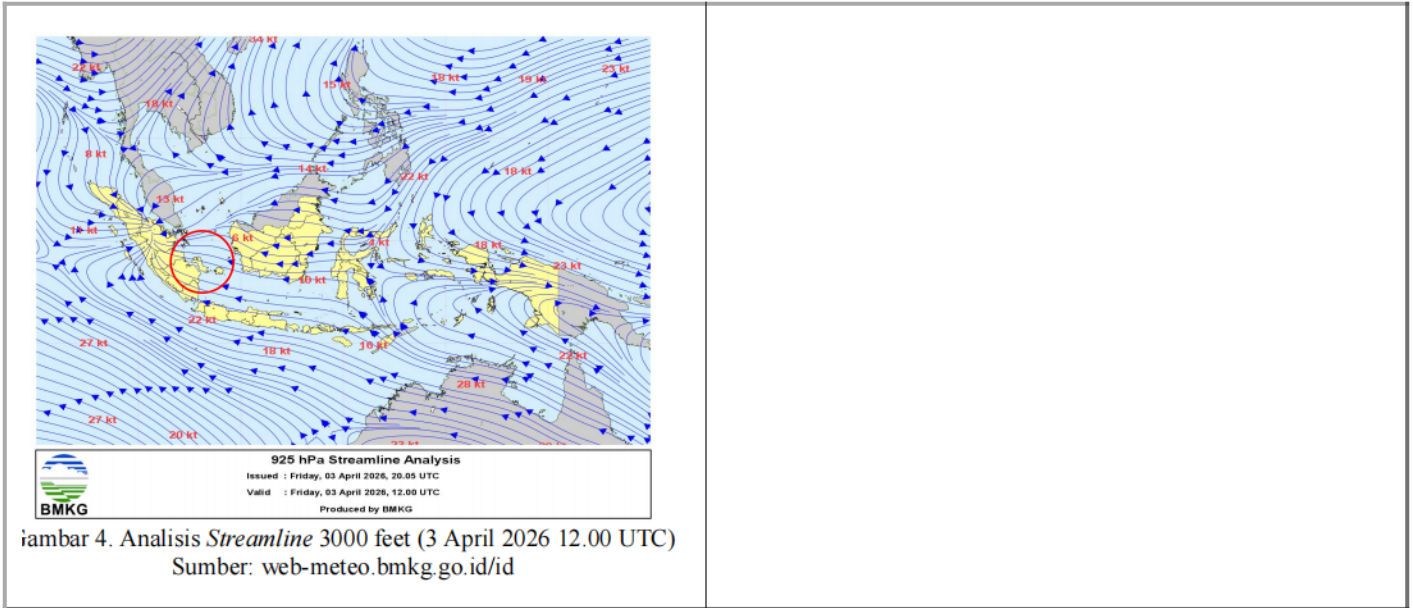 34 kt
22 kt
18 kt
19 kt
23 kt
15 kt
18 kt
8 kt
14 kt
22 kt
18 kt
13 kt
11 kt
6 kt
4 kt
18 kt
23 kt
10 kt
22 kt
27 kt
18 kt
16 kt
22 kt
28 kt
27 kt
20 kt
925 hPa Streamline Analysis
Issued : Friday, 03 April 2026, 20.05 UTC
Valid : Friday, 03 April 2026, 12.00 UTC
Produced by BMKG
BMKG
ambar 4. Analisis Streamline 3000 feet (3 April 2026 12.00 UTC)
Sumber: web-meteo.bmkg.go.id/id